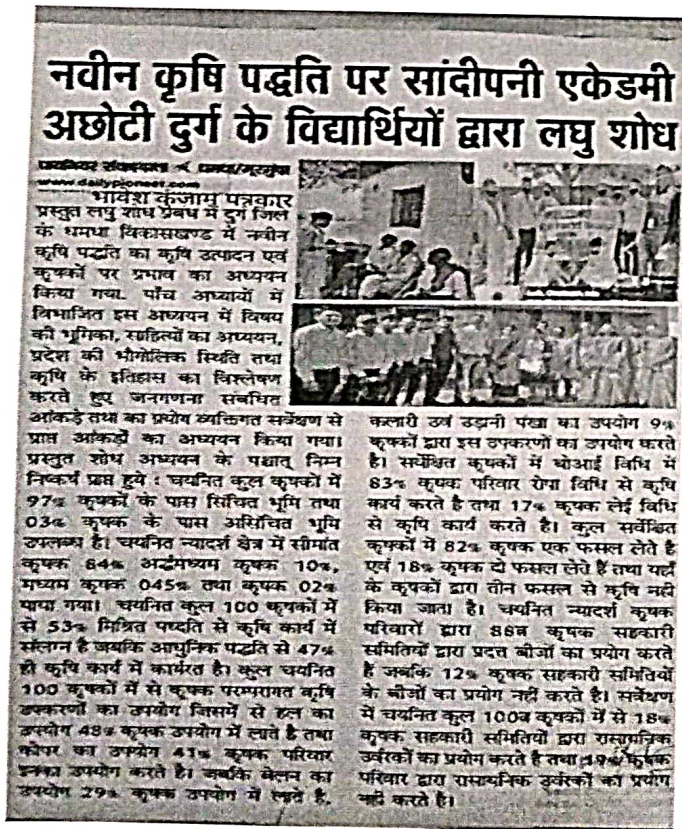 नवीन कृषि पद्धति पर सांदीपनी एकेडमी
अछोटी दुर्ग के विद्यार्थियों द्वारा लघु शोध
www.dailypioneer.com
भावेश कुंजाम पत्रकार
प्रस्तुत लघु शोध प्रबंध में दुर्ग जिले
के धमधा विकासखण्ड में नवीन
कृषि पद्धति का कृषि उत्पादन एवं
कृषकों पर प्रभाव का अध्ययन
किया गया. पाँच अध्यायों में
विभाजित इस अध्ययन में विषय
की भूमिका, साहित्यों का अध्ययन,
प्रदेश की भौगोलिक स्थिति तथा
कृषि के इतिहास का विश्लेषण
करते हुए जनगणना संबंधित
आंकड़े तथा का प्रयोग व्यक्तिगत सर्वेक्षण से
प्राप्त आंकड़ों का अध्ययन किया गया।
प्रस्तुत शोध अध्ययन के पश्चात् निम्न
निष्कर्ष प्राप्त हुये : चयनित कुल कृषकों में
97% कृषकों के पास सिंचित भूमि तथा
03% कृषक के पास असिंचित भूमि
उपलब्ध है। चयनित न्यादर्श क्षेत्र में सीमांत
कृषक 84% अर्द्धमध्यम कृषक 10%,
मध्यम कृषक 045% तथा कृषक 02%
पाया गया। चयनित कुल 100 कृषकों में
से 53% मिश्रित पध्दति से कृषि कार्य में
संलग्न है जबकि आधुनिक पद्धति से 47%
ही कृषि कार्य में कार्यरत है। कुल चयनित
100 कृषकों में से कृषक परम्परागत कृषि
उपकरणों का उपयोग जिसमें से हल का
उपयोग 48% कृषक उपयोग में लाते है तथा
कोपर का उपयोग 41% कृषक परिवार
इनका उपयोग करते है। जबकि बेलन का
उपयोग 29% कृषक उपयोग में लाते है,
कलारी उवं उड़ानी पंखा का उपयोग 9%
कृषकों द्वारा इस उपकरणों का उपयोग करते
है। सर्वेक्षित कृषकों में बोआई विधि में
83% कृषक परिवार रोपा विधि से कृषि
कार्य करते है तथा 17% कृषक लेई विधि
से कृषि कार्य करते है। कुल सर्वेक्षित
कृषकों में 82% कृषक एक फसल लेते है
एवं 18% कृषक दो फसल लेते हैं तथा यहाँ
के कृषकों द्वारा तीन फसल से कृषि नही
किया जाता है। चयनित न्यादर्श कृषक
परिवारों द्वारा 88त्न कृषक सहकारी
समितियों द्वारा प्रदत्त बीजों का प्रयोग करते
हैं जबकि 12% कृषक सहकारी समितियों
के बीजों का प्रयोग नहीं करते है। सर्वेक्षण
में चयनित कुल 100त्न कृषकों में से 18%
कृषक सहकारी समितियों द्वारा रासायनिक
उर्वरकों का प्रयोग करते है तथा कृषक
परिवार द्वारा रासायनिक उर्वरकों का प्रयोग
नही करते है।